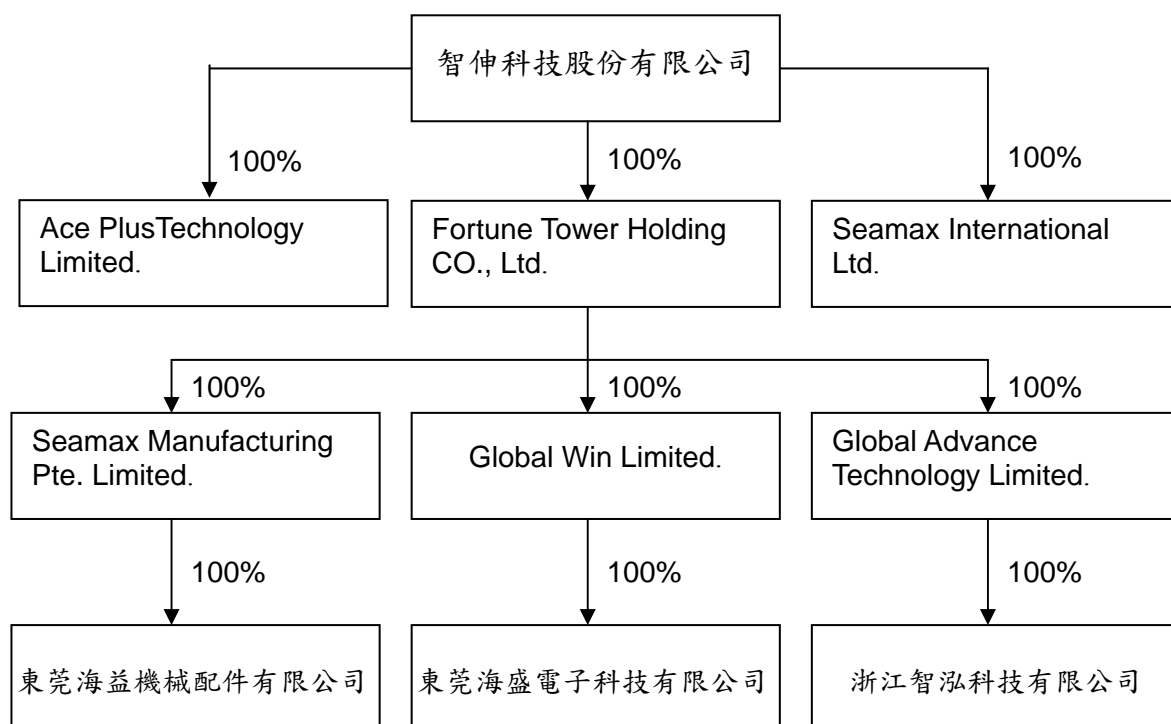 智伸科技股份有限公司
100%
100%
100%
Ace PlusTechnology
Limited.
Fortune Tower Holding
CO., Ltd.
Seamax International
Ltd.
100%
100%
100%
Seamax Manufacturing
Pte. Limited.
Global Win Limited.
Global Advance
Technology Limited.
100%
100%
100%
東莞海益機械配件有限公司
東莞海盛電子科技有限公司
浙江智泓科技有限公司